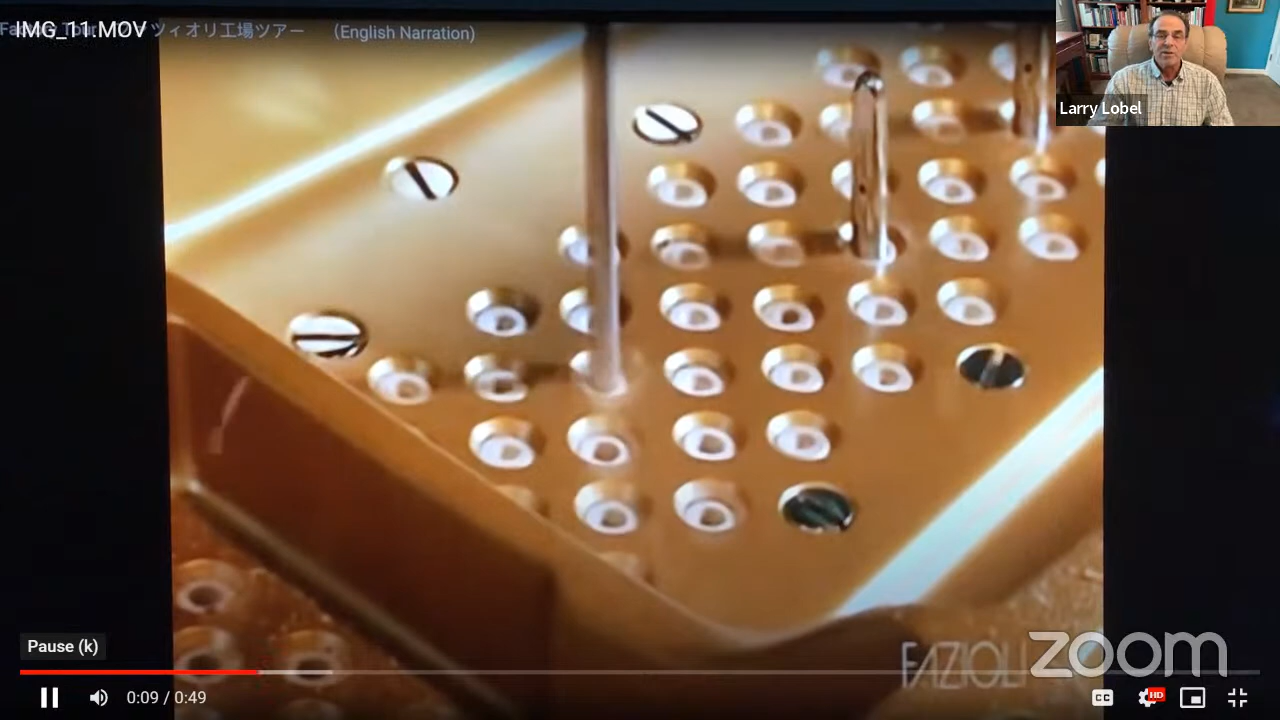 IMG_11.MOV
ツィオリ工場ツアー (English Narration)
Larry Lobel
FAZIOLI
zoom
Pause (k)
0:09 / 0:49
CC
HD